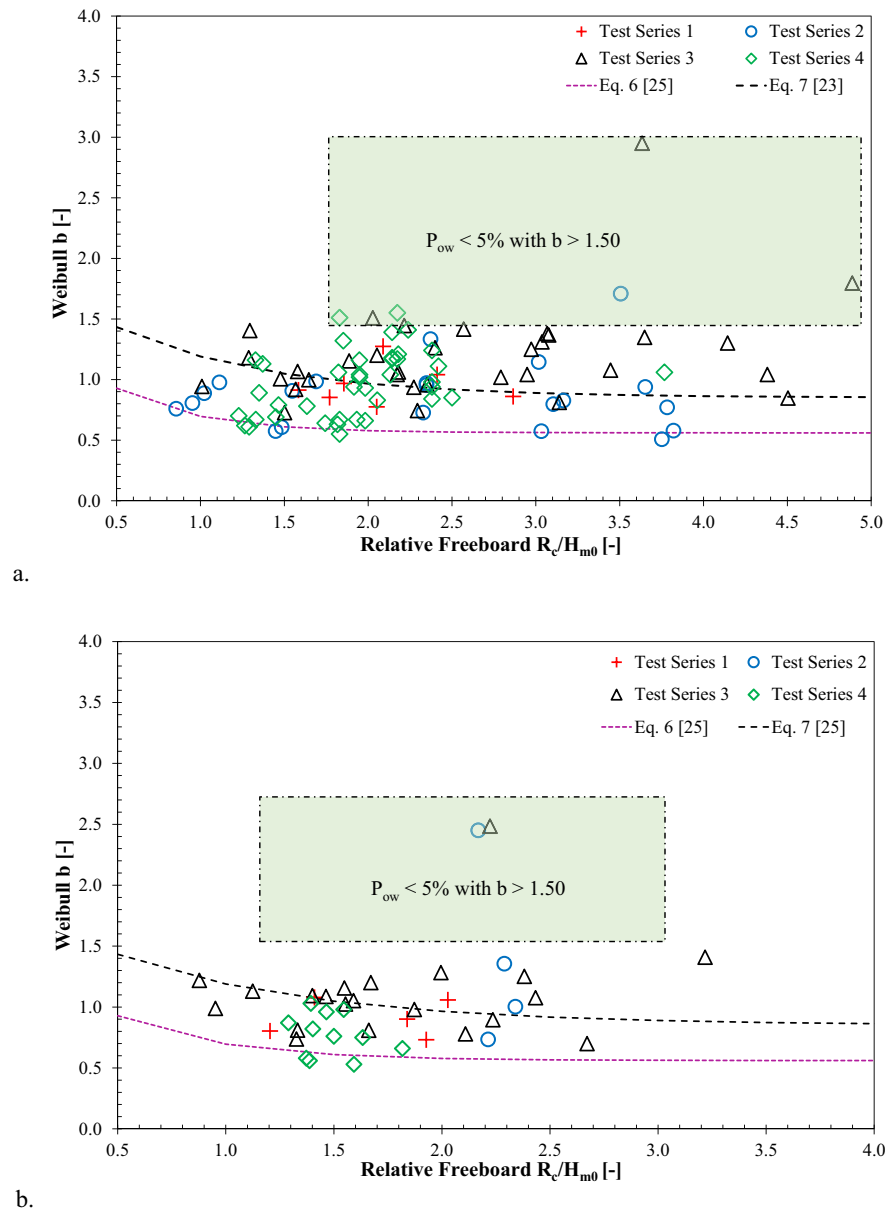 4.0
3.5
3.0
2.5
2.0
1.5
1.0
0.5
0.0
Weibull b [-]
Test Series 1
Test Series 2
Test Series 3
Test Series 4
Eq. 6 [25]
Eq. 7 [23]
P_ow < 5% with b > 1.50
0.5 1.0 1.5 2.0 2.5 3.0 3.5 4.0 4.5 5.0
Relative Freeboard R_c/H_m0 [-]
a.
4.0
3.5
3.0
2.5
2.0
1.5
1.0
0.5
0.0
Weibull b [-]
Test Series 1
Test Series 2
Test Series 3
Test Series 4
Eq. 6 [25]
Eq. 7 [25]
P_ow < 5% with b > 1.50
0.5 1.0 1.5 2.0 2.5 3.0 3.5 4.0
Relative Freeboard R_c/H_m0 [-]
b.